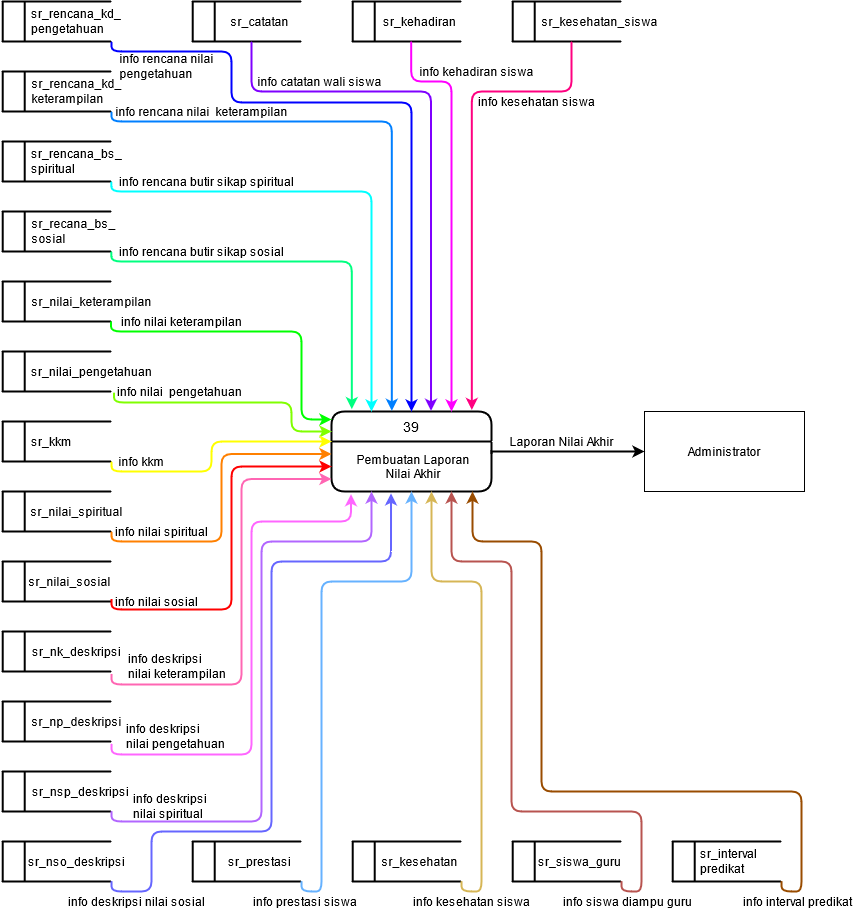 sr_rencana_kd_
pengetahuan
sr_catatan
sr_kehadiran
sr_kesehatan_siswa
info rencana nilai
pengetahuan
info catatan wali siswa
info kehadiran siswa
info kesehatan siswa
sr_rencana_kd_
keterampilan
info rencana nilai  keterampilan
sr_rencana_bs_
spiritual
info rencana butir sikap spiritual
sr_recana_bs_
sosial
info rencana butir sikap sosial
sr_nilai_keterampilan
info nilai keterampilan
sr_nilai_pengetahuan
info nilai  pengetahuan
sr_kkm
info kkm
39
Pembuatan Laporan
Nilai Akhir
Laporan Nilai Akhir
Administrator
sr_nilai_spiritual
info nilai spiritual
sr_nilai_sosial
info nilai sosial
sr_nk_deskripsi
info deskripsi
nilai keterampilan
sr_np_deskripsi
info deskripsi
nilai pengetahuan
sr_nsp_deskripsi
info deskripsi
nilai spiritual
sr_nso_deskripsi
sr_prestasi
sr_kesehatan
sr_siswa_guru
sr_interval
predikat
info deskripsi nilai sosial
info prestasi siswa
info kesehatan siswa
info siswa diampu guru
info interval predikat